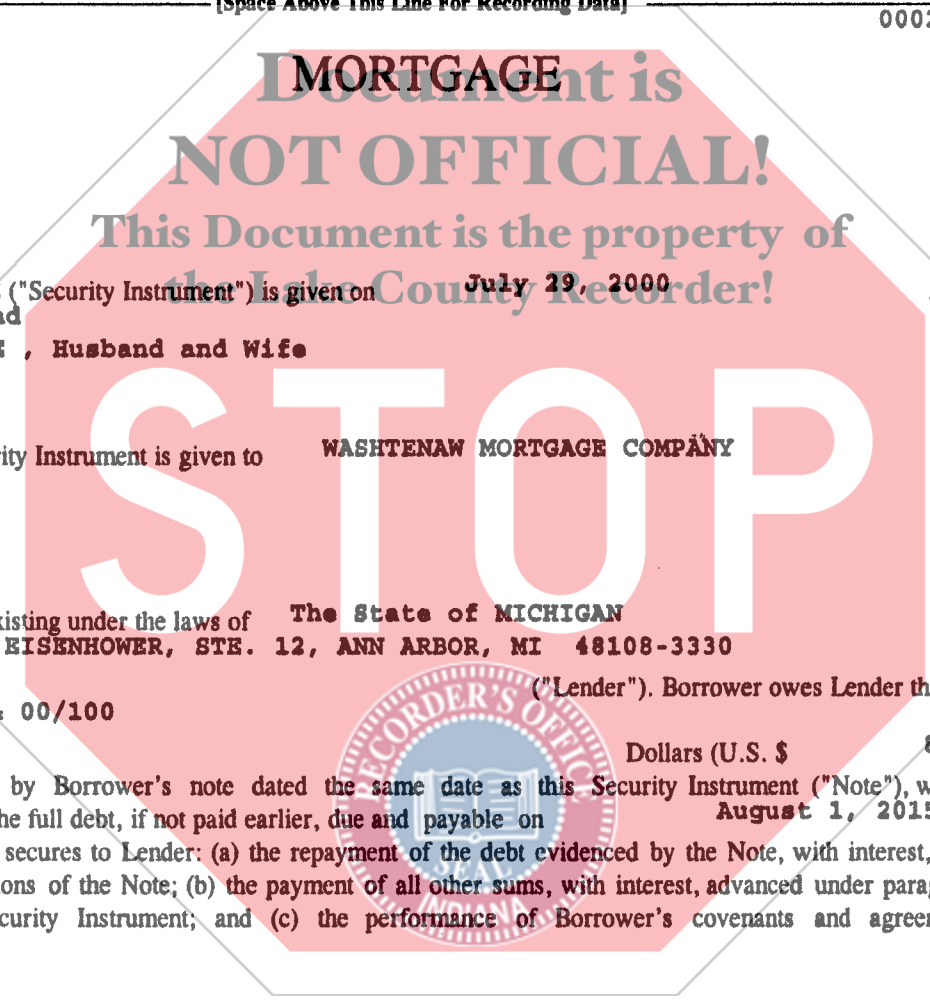 [Space Above This Line For Recording Data]
0002
MORTGAGE
Document is
NOT OFFICIAL!
This Document is the property of
the Lake County Recorder!
("Security Instrument") is given on July 29, 2000
, Husband and Wife
Instrument is given to WASHTENAW MORTGAGE COMPANY
STOP
under the laws of The State of MICHIGAN
EISENHOWER, STE. 12, ANN ARBOR, MI 48108-3330
("Lender"). Borrower owes Lender
00/100
Dollars (U.S. $
by Borrower's note dated the same date as this Security Instrument ("Note"),
the full debt, if not paid earlier, due and payable on August 1, 2015
secures to Lender: (a) the repayment of the debt evidenced by the Note, with interest,
of the Note; (b) the payment of all other sums, with interest, advanced under
Instrument; and (c) the performance of Borrower's covenants and
RECORDER'S OFFICE
SEAL
INDIANA